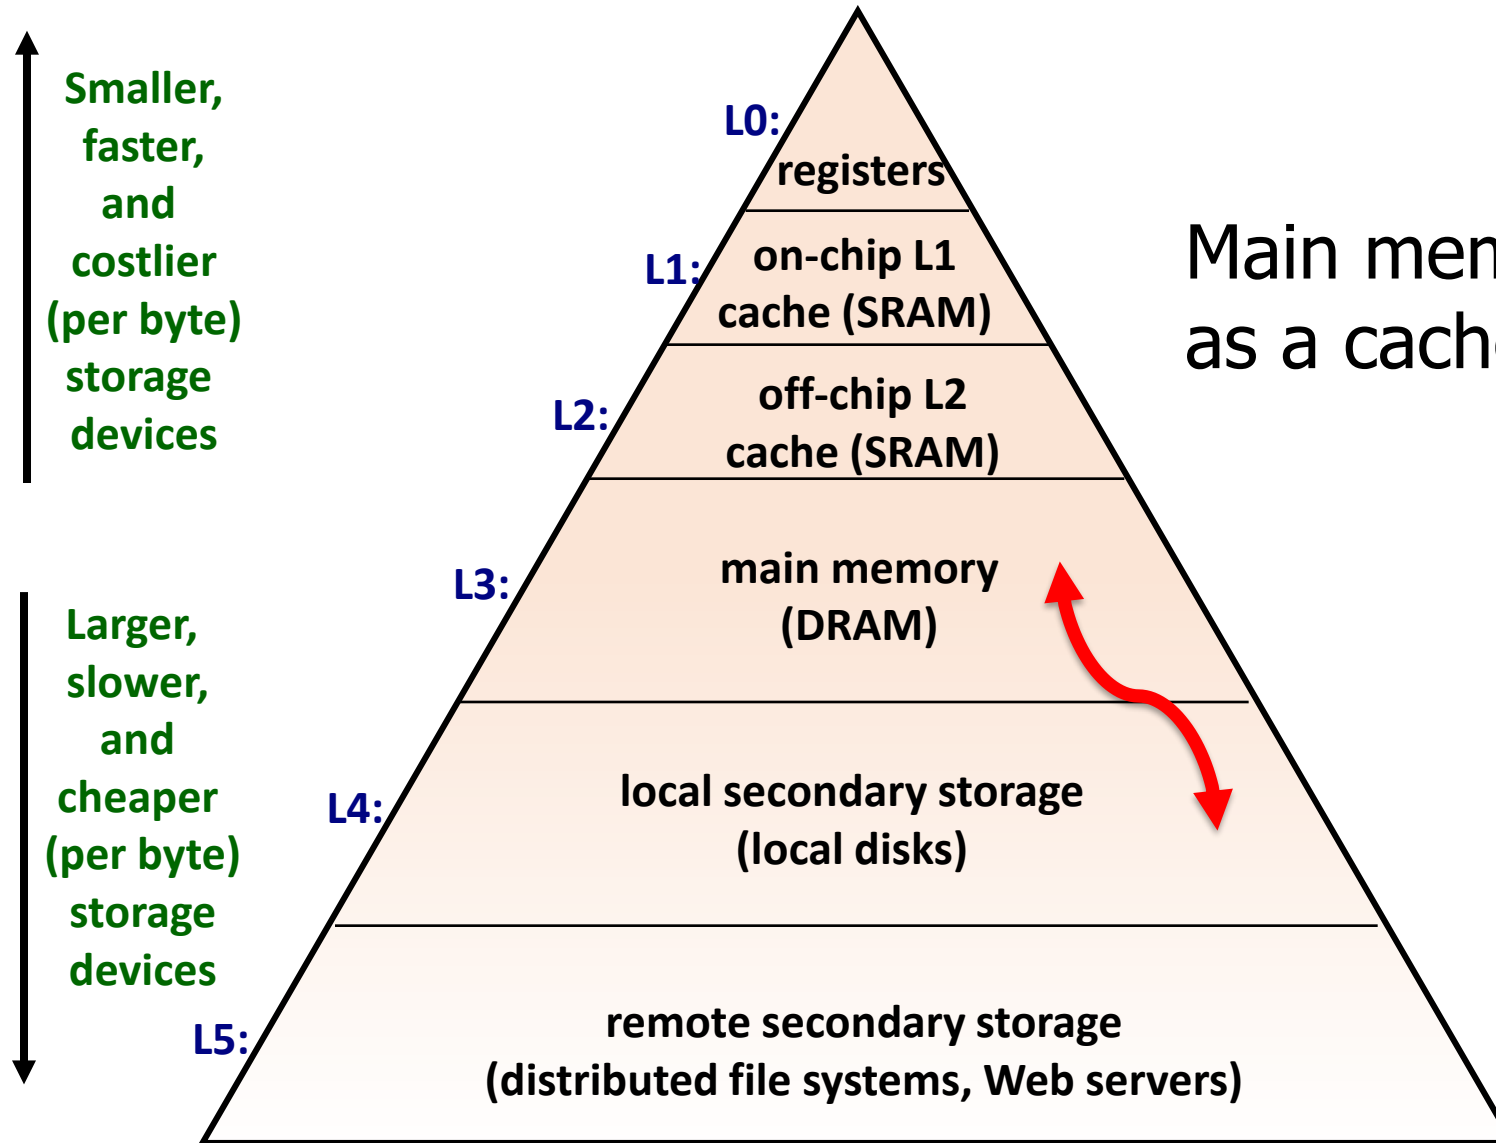 Smaller,
faster,
and
costlier
(per byte)
storage
devices
Larger,
slower,
and
cheaper
(per byte)
storage
devices
L0:
registers
L1:
on-chip L1
cache (SRAM)
L2:
off-chip L2
cache (SRAM)
L3:
main memory
(DRAM)
L4:
local secondary storage
(local disks)
L5:
remote secondary storage
(distributed file systems, Web servers)
Main
as a